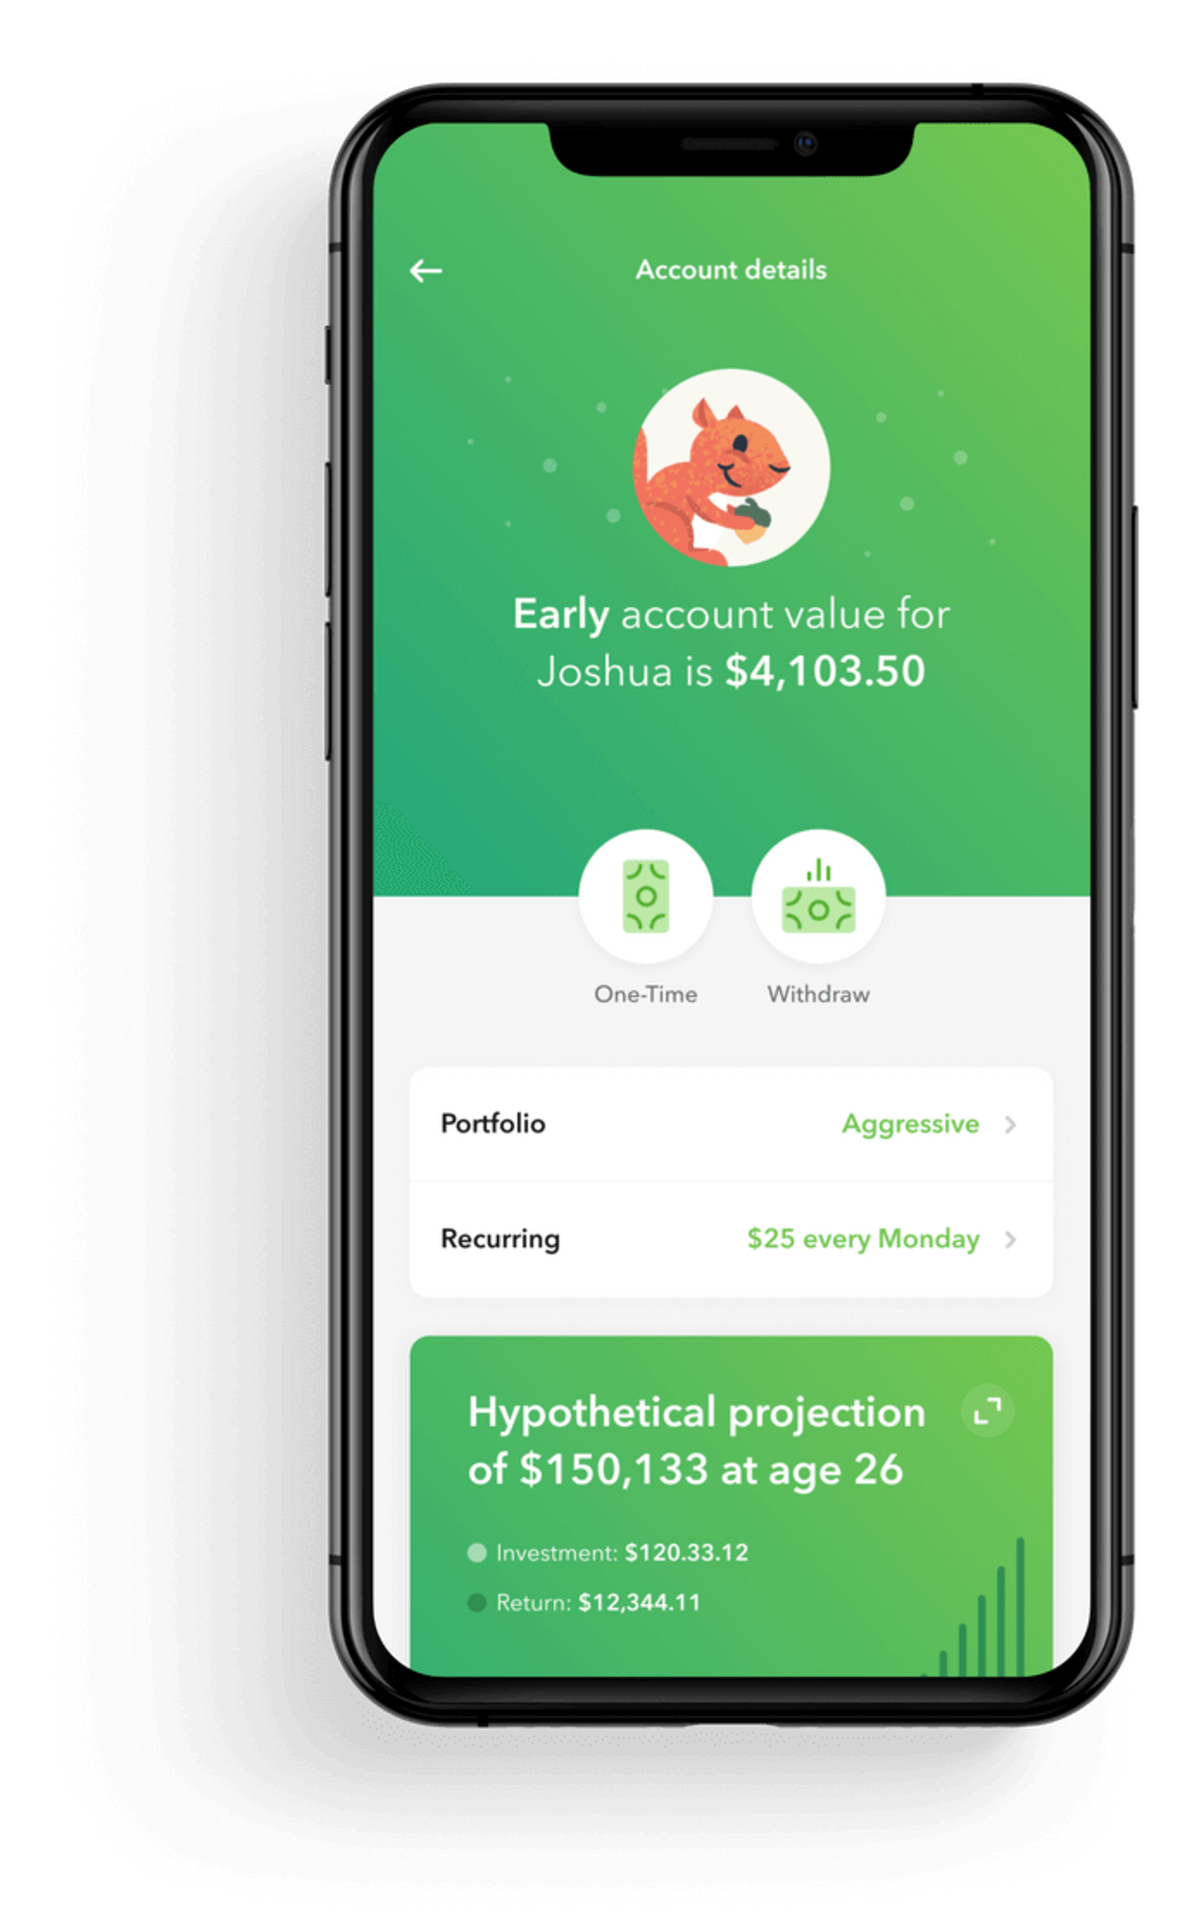 Account details
Early account value for
Joshua is $4,103.50
One-Time
Withdraw
Portfolio
Aggressive
Recurring
$25 every Monday
Hypothetical projection
of $150,133 at age 26
Investment: $120.33.12
Return: $12,344.11